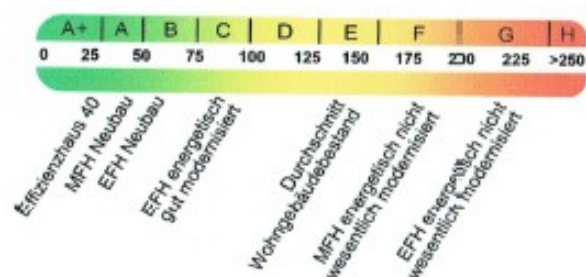 A+ A B C D E F G H
0 25 50 75 100 125 150 175 200 225 >250
Effizienzhaus 40
MFH Neubau
EFH Neubau
EFH energetisch
gut modernisiert
Durchschnitt
Wohngebäudebestand
MFH energetisch nicht
wesentlich modernisiert
EFH energetisch nicht
wesentlich modernisiert